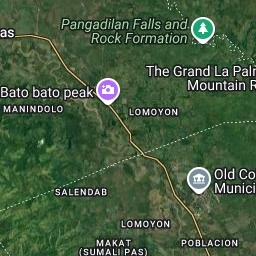 Pangadilan Falls and
Rock Formation
as
The Grand La Palm
Mountain R
Bato bato peak
MANINDOLO
LOMOYON
Old Co
Munici
SALENDAB
LOMOYON
MAKAT
(SUMALI PAS)
POBLACION